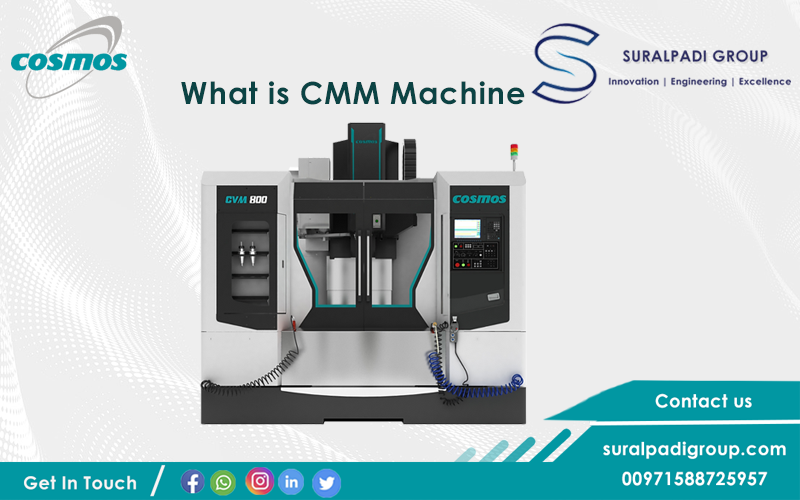 COSMOS
SURALPADI GROUP
Innovation | Engineering | Excellence
What is CMM Machine
CVM 800
COSMOS
Contact us
suralpadigroup.com
Get In Touch /
00971588725957